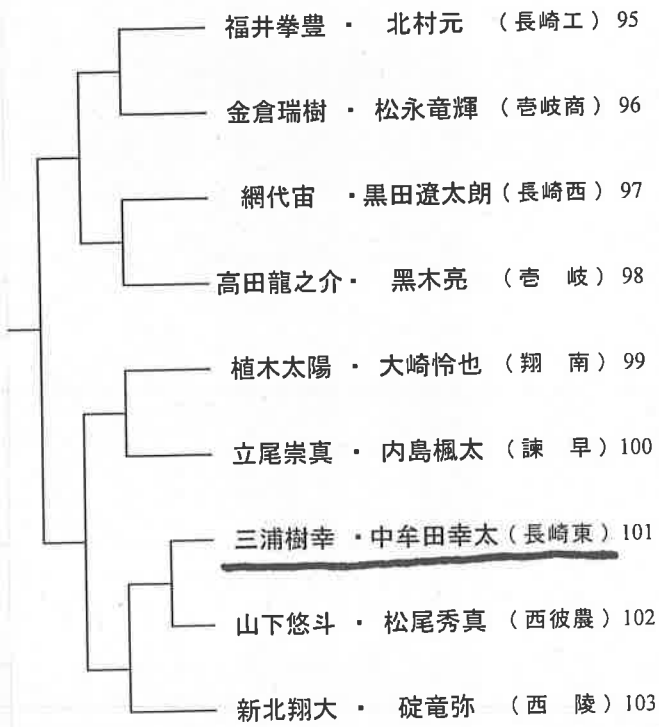 福井拳豊・北村元（長崎工）95
金倉瑞樹・松永竜輝（壱岐商）96
網代宙・黒田遼太朗（長崎西）97
高田龍之介・黒木亮（壱岐）98
植木太陽・大崎怜也（翔南）99
立尾崇真・内島楓太（諫早）100
三浦樹幸・中牟田幸太（長崎東）101
山下悠斗・松尾秀真（西彼農）102
新北翔大・碇竜弥（西陵）103